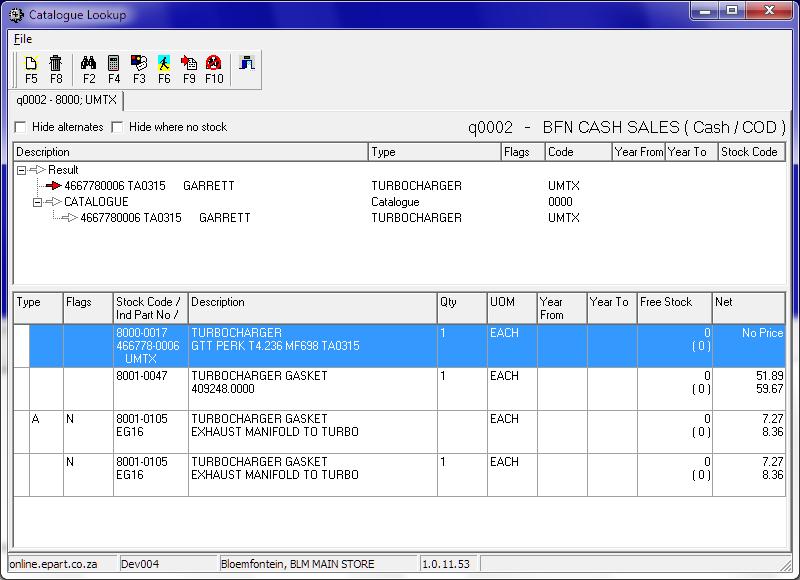 Catalogue Lookup
File
F5 F8 F2 F4 F3 F6 F9 F10
q0002 - 8000; UMTX
Hide alternates Hide where no stock q0002 - BFN CASH SALES ( Cash / COD )
Description Type Flags Code Year From Year To Stock Code
Result
4667780006 TA0315 GARRETT TURBOCHARGER UMTX
CATALOGUE Catalogue 0000
4667780006 TA0315 GARRETT TURBOCHARGER UMTX
Type Flags Stock Code / Description Qty UOM Year Year To Free Stock Net
Ind Part No / From
8000-0017 TURBOCHARGER 1 EACH 0 No Price
466778-0006 GTT PERK T4.236 MF698 TA0315 ( 0 )
UMTX
8001-0047 TURBOCHARGER GASKET 1 EACH 0 51.89
409248.0000 ( 0 ) 59.67
A N 8001-0105 TURBOCHARGER GASKET EACH 0 7.27
EG16 EXHAUST MANIFOLD TO TURBO ( 0 ) 8.36
N 8001-0105 TURBOCHARGER GASKET 1 EACH 0 7.27
EG16 EXHAUST MANIFOLD TO TURBO ( 0 ) 8.36
online.epart.co.za Dev004 Bloemfontein, BLM MAIN STORE 1.0.11.53